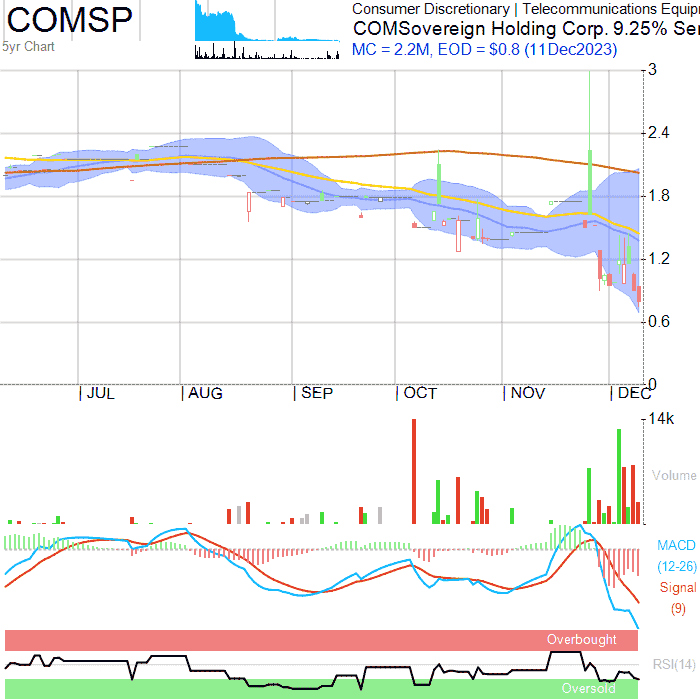 COMSP
5yr Chart
Consumer Discretionary | Telecommunications Equip
COMSovereign Holding Corp. 9.25% Ser
MC = 2.2M, EOD = $0.8 (11Dec2023)
3
2.4
1.8
1.2
0.6
0
JUL AUG SEP OCT NOV DEC
14k
Volume
MACD
(12-26)
Signal
(9)
Overbought
RSI(14)
Oversold